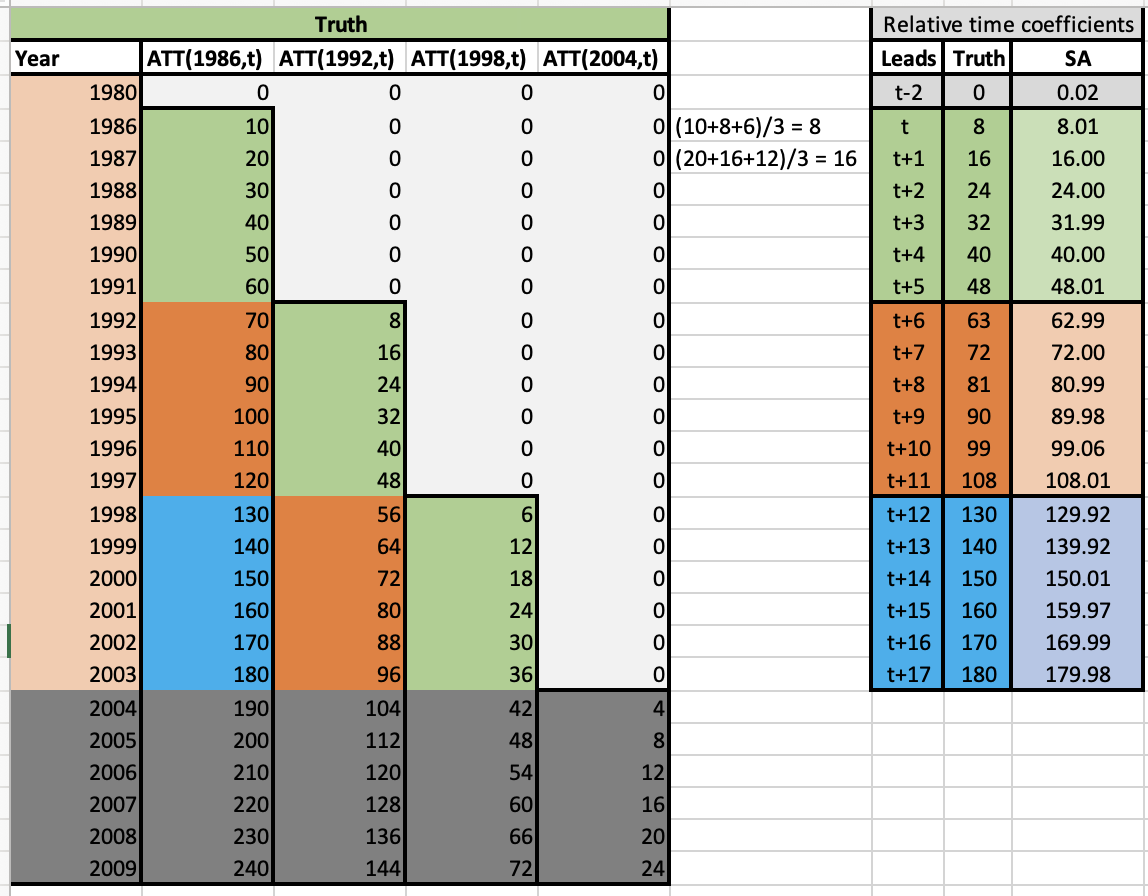 Truth Relative time coefficients
Year ATT(1986,t) ATT(1992,t) ATT(1998,t) ATT(2004,t) Leads Truth SA
1980 0 0 0 0 t-2 0 0.02
1986 10 0 0 0 (10+8+6)/3 = 8 t 8 8.01
1987 20 0 0 0 (20+16+12)/3 = 16 t+1 16 16.00
1988 30 0 0 0 t+2 24 24.00
1989 40 0 0 0 t+3 32 31.99
1990 50 0 0 0 t+4 40 40.00
1991 60 0 0 0 t+5 48 48.01
1992 70 8 0 0 t+6 63 62.99
1993 80 16 0 0 t+7 72 72.00
1994 90 24 0 0 t+8 81 80.99
1995 100 32 0 0 t+9 90 89.98
1996 110 40 0 0 t+10 99 99.06
1997 120 48 0 0 t+11 108 108.01
1998 130 56 6 0 t+12 130 129.92
1999 140 64 12 0 t+13 140 139.92
2000 150 72 18 0 t+14 150 150.01
2001 160 80 24 0 t+15 160 159.97
2002 170 88 30 0 t+16 170 169.99
2003 180 96 36 0 t+17 180 179.98
2004 190 104 42 4
2005 200 112 48 8
2006 210 120 54 12
2007 220 128 60 16
2008 230 136 66 20
2009 240 144 72 24